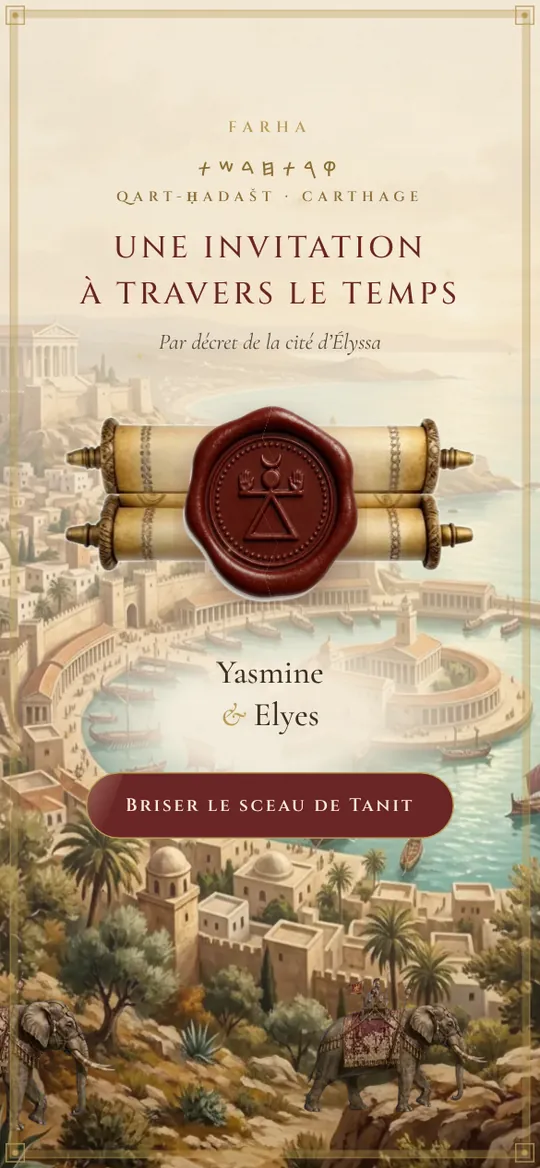 FARHA
𐤒𐤓𐤕𐤇𐤃𐤔𐤕
QART-ḤADAŠT · CARTHAGE
UNE INVITATION
À TRAVERS LE TEMPS
Par décret de la cité d’Élyssa
Yasmine
& Elyes
BRISER LE SCEAU DE TANIT